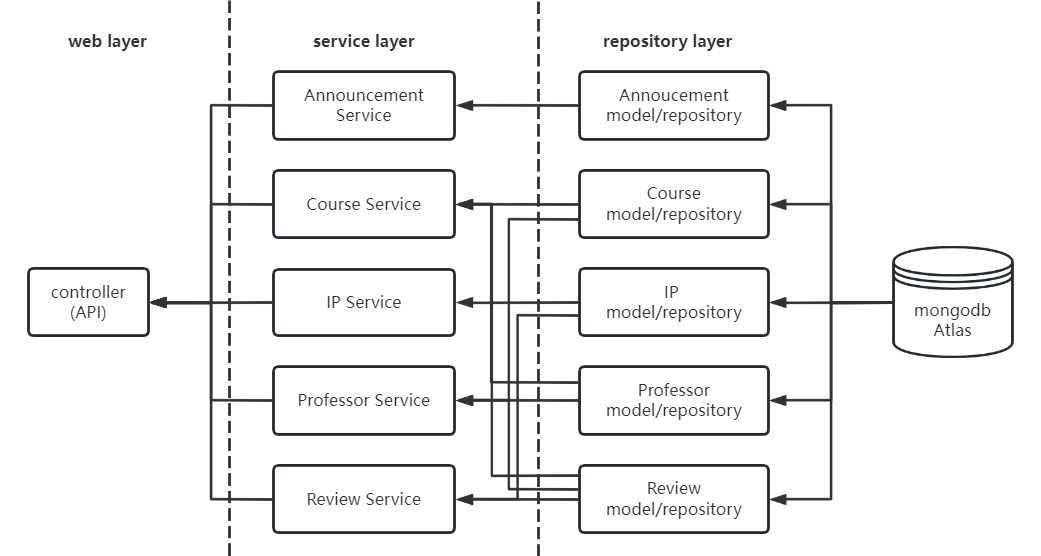 web layer
service layer
repository layer
Announcement
Service
Annoucement
model/repository
Course Service
Course
model/repository
controller
(API)
IP Service
IP
model/repository
mongodb
Atlas
Professor Service
Professor
model/repository
Review Service
Review
model/repository